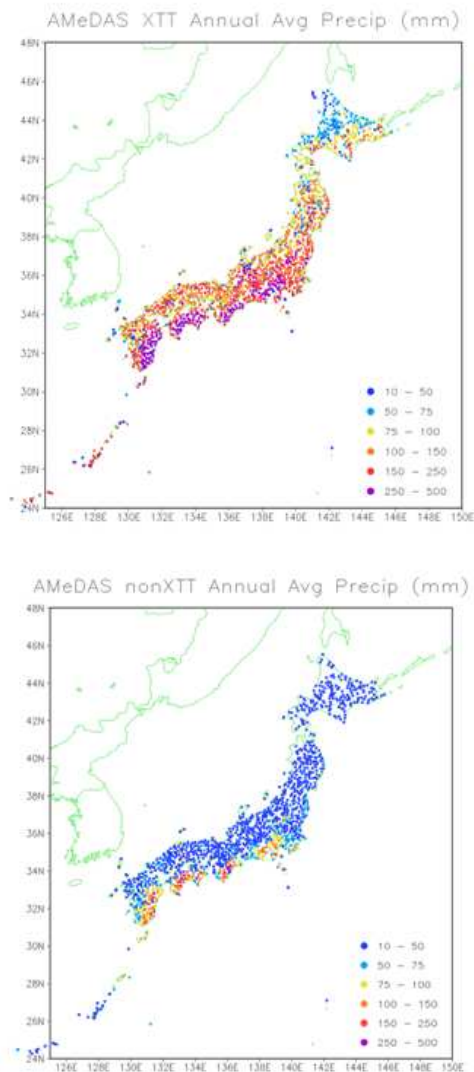 AMeDAS XTT Annual Avg Precip (mm)
48N
46N
44N
42N
40N
38N
36N
34N
32N
30N
28N
26N
24N
10 – 50
50 – 75
75 – 100
100 – 150
150 – 250
250 – 500
126E 128E 130E 132E 134E 136E 138E 140E 142E 144E 146E 148E 150E
AMeDAS nonXTT Annual Avg Precip (mm)
48N
46N
44N
42N
40N
38N
36N
34N
32N
30N
28N
26N
24N
10 – 50
50 – 75
75 – 100
100 – 150
150 – 250
250 – 500
126E 128E 130E 132E 134E 136E 138E 140E 142E 144E 146E 148E 150E